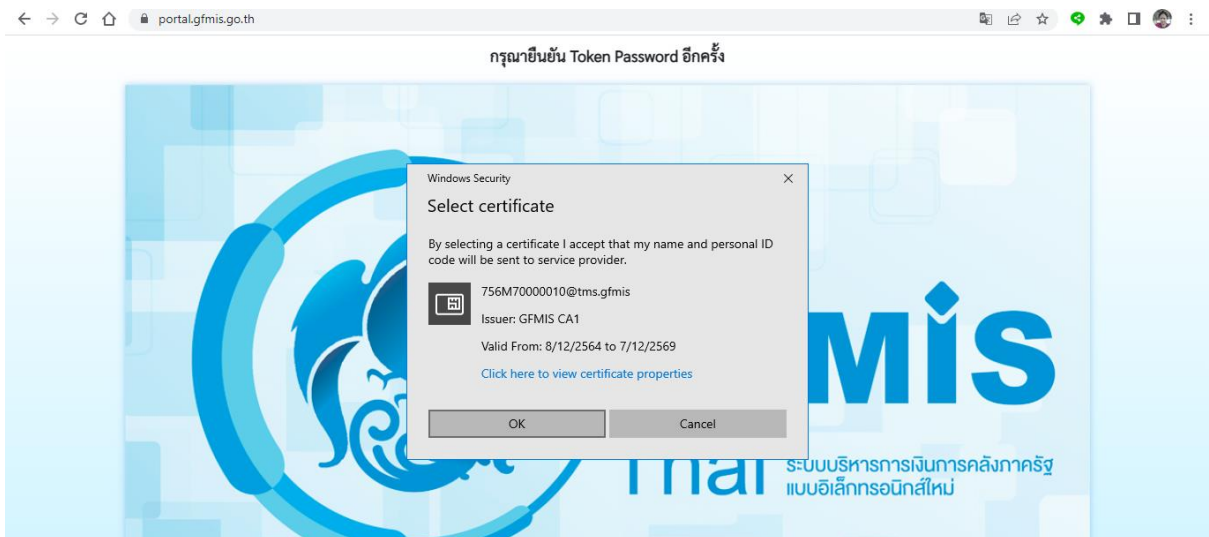 portal.gfmis.go.th
กรุณายืนยัน Token Password อีกครั้ง
Windows Security
Select certificate
By selecting a certificate I accept that my name and personal ID
code will be sent to service provider.
756M70000010@tms.gfmis
Issuer: GFMIS CA1
Valid From: 8/12/2564 to 7/12/2569
Click here to view certificate properties
OK
Cancel
MIS
Thai
ระบบบริหารการเงินการคลังภาครัฐ
แบบอิเล็กทรอนิกส์ใหม่